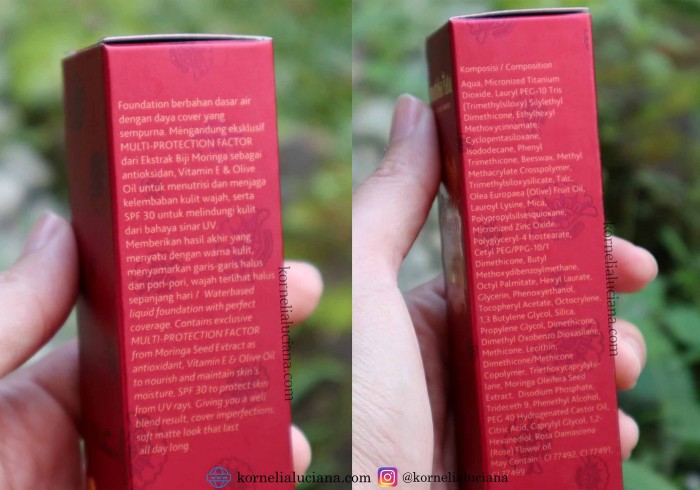 Foundation berbahan dasar air
dengan daya cover yang
sempurna. Mengandung eksklusif
MULTI-PROTECTION FACTOR
dari Ekstrak Biji Moringa sebagai
antioksidan, Vitamin E & Olive
Oil untuk menutrisi dan menjaga
kelembaban kulit wajah, serta
SPF 30 untuk melindungi kulit
dari bahaya sinar UV.
Memberikan hasil akhir yang
menyatu dengan warna kulit,
menyamarkan garis-garis halus
dan pori-pori, wajah terlihat halus
sepanjang hari / Waterbased
liquid foundation with perfect
coverage. Contains exclusive
MULTI-PROTECTION FACTOR
from Moringa Seed Extract as
antioxidant, Vitamin E & Olive Oil
to nourish and maintain skin's
moisture, SPF 30 to protect skin
from UV rays. Giving you a well
blend result, cover imperfections,
soft matte look that last
all day long
kornelialuciana.com
Komposisi / Composition :
Aqua, Micronized Titanium
Dioxide, Lauryl PEG-10 Tris
(Trimethylsiloxy) Silylethyl
Dimethicone, Ethylhexyl
Methoxycinnamate,
Cyclopentasiloxane,
Isododecane, Phenyl
Trimethicone, Beeswax, Methyl
Methacrylate Crosspolymer,
Trimethylsiloxysilicate, Talc,
Olea Europaea (Olive) Fruit Oil,
Lauroyl Lysine, Mica,
Polypropylsilsesquioxane,
Micronized Zinc Oxide,
Polyglyceryl-4 Isostearate,
Cetyl PEG/PPG-10/1
Dimethicone, Butyl
Methoxydibenzoylmethane,
Octyl Palmitate, Hexyl Laurate,
Glycerin, Phenoxyethanol,
Tocopheryl Acetate, Octocrylene,
1,3 Butylene Glycol, Silica,
Propylene Glycol, Dimethicone,
Dimethyl Oxobenzo Dioxasilane,
Methicone, Lecithin,
Dimethicone/Methicone
Copolymer, Triethoxycaprylyl-
lane, Moringa Oleifera Seed
Extract, Disodium Phosphate,
Trideceth 9, Phenethyl Alcohol,
PEG 40 Hydrogenated Castor Oil,
Citric Acid, Caprylyl Glycol, 1,2-
Hexanediol, Rosa Damascena
(Rose) Flower oil.
May Contain: CI 77492, CI 77491,
CI 77499
kornelialuciana.com
kornelialuciana.com
@kornelialuciana